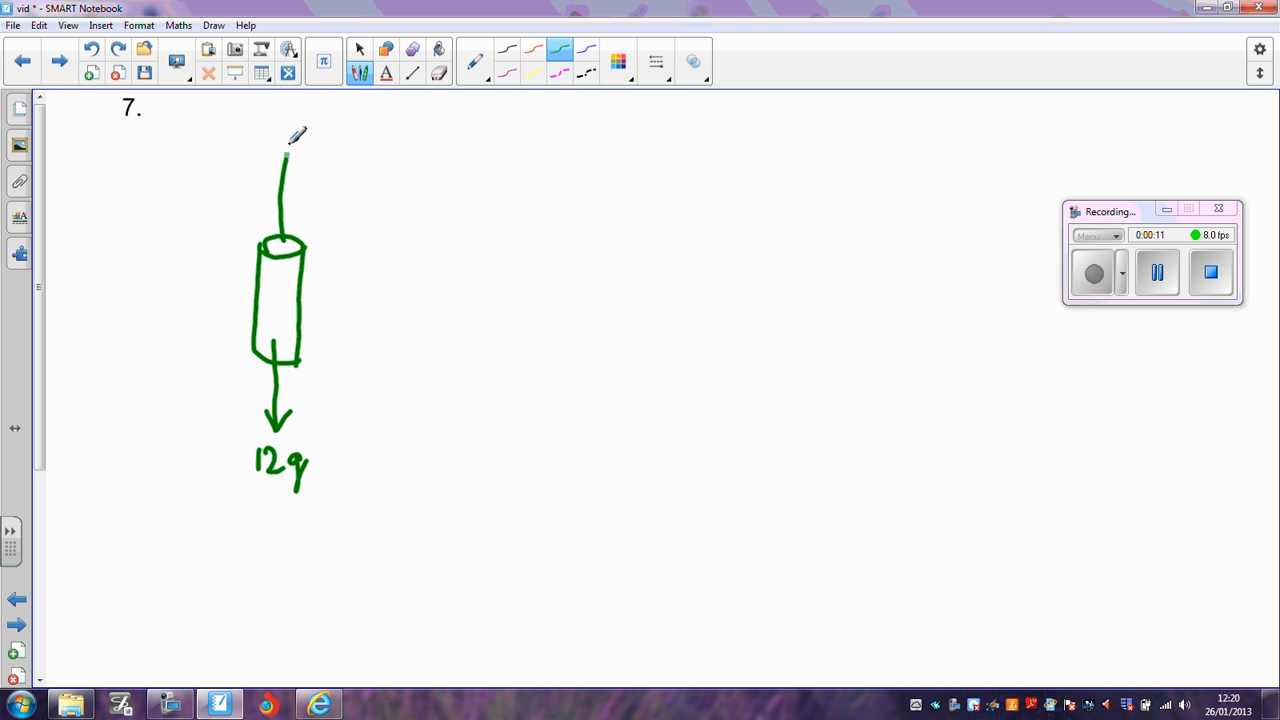 vid * - SMART Notebook
File Edit View Insert Format Maths Draw Help
7.
12g
Recording...
Menu
0:00:11
8.0 fps
12:20
26/01/2013